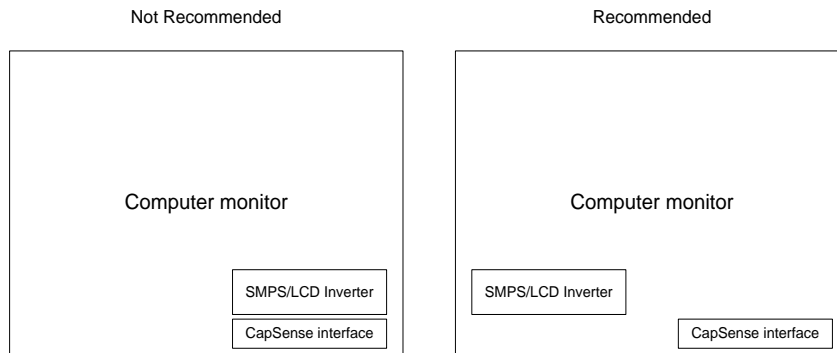 Not Recommended
Recommended
Computer monitor
Computer monitor
SMPS/LCD Inverter
SMPS/LCD Inverter
CapSense interface
CapSense interface